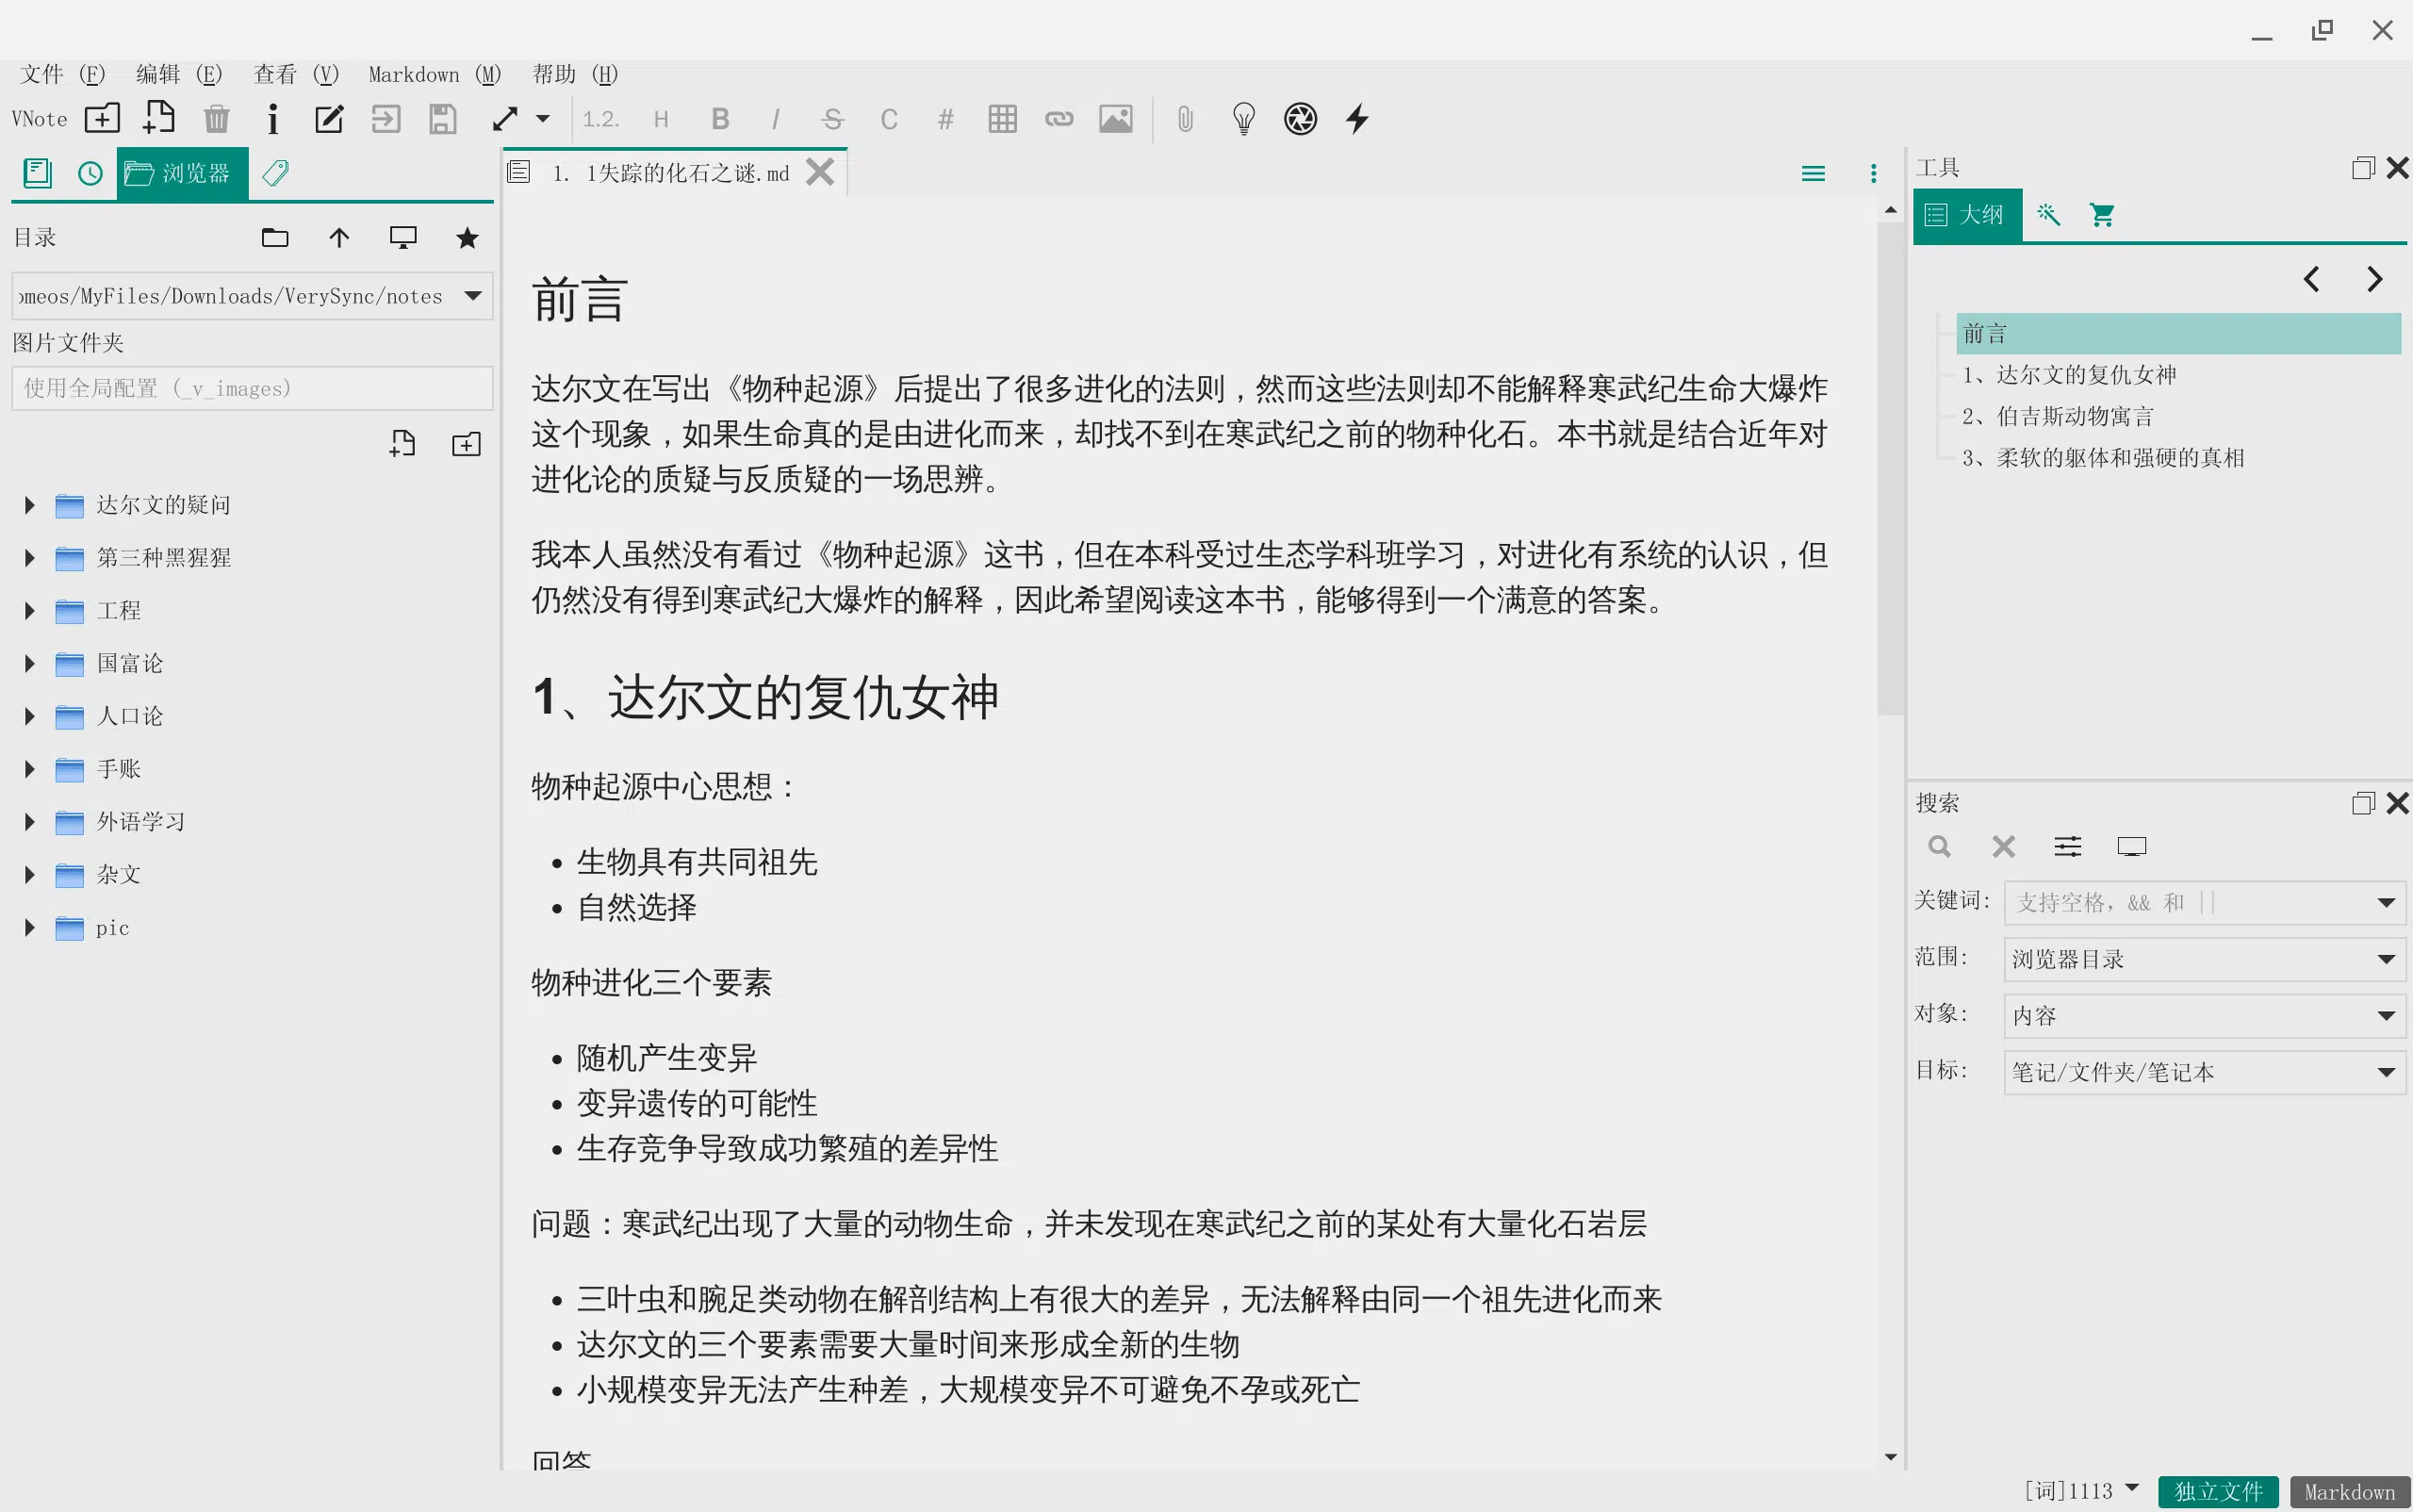 文件 (F) 编辑 (E) 查看 (V) Markdown (M) 帮助 (H)
VNote 1.2. H B I S C #
浏览器
目录
omeos/MyFiles/Downloads/VerySync/notes
图片文件夹
使用全局配置 (_v_images)
达尔文的疑问
第三种黑猩猩
工程
国富论
人口论
手账
外语学习
杂文
pic
1. 1失踪的化石之谜.md
前言
达尔文在写出《物种起源》后提出了很多进化的法则，然而这些法则却不能解释寒武纪生命大爆炸
这个现象，如果生命真的是由进化而来，却找不到在寒武纪之前的物种化石。本书就是结合近年对
进化论的质疑与反质疑的一场思辨。
我本人虽然没有看过《物种起源》这书，但在本科受过生态学科班学习，对进化有系统的认识，但
仍然没有得到寒武纪大爆炸的解释，因此希望阅读这本书，能够得到一个满意的答案。
1、达尔文的复仇女神
物种起源中心思想：
• 生物具有共同祖先
• 自然选择
物种进化三个要素
• 随机产生变异
• 变异遗传的可能性
• 生存竞争导致成功繁殖的差异性
问题：寒武纪出现了大量的动物生命，并未发现在寒武纪之前的某处有大量化石岩层
• 三叶虫和腕足类动物在解剖结构上有很大的差异，无法解释由同一个祖先进化而来
• 达尔文的三个要素需要大量时间来形成全新的生物
• 小规模变异无法产生种差，大规模变异不可避免不孕或死亡
回答
工具
大纲
前言
1、达尔文的复仇女神
2、伯吉斯动物寓言
3、柔软的躯体和强硬的真相
搜索
关键词: 支持空格，&& 和 ||
范围: 浏览器目录
对象: 内容
目标: 笔记/文件夹/笔记本
[词]1113 独立文件 Markdown